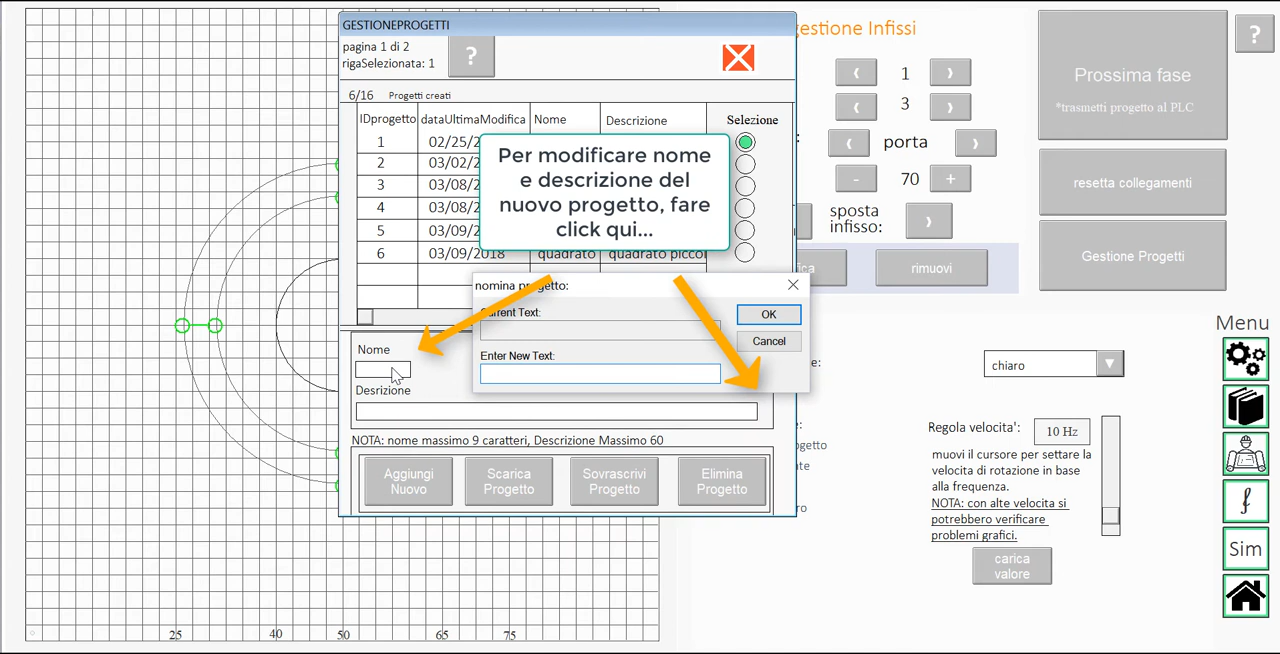 GESTIONEPROGETTI
pagina 1 di 2
rigaSelezionata: 1
?
6/16 Progetti creati
IDprogetto dataUltimaModifica Nome Descrizione Selezione
1 02/25/2
2 03/02/2
3 03/08/2
4 03/08/2
5 03/09/2
6 03/09/2018 quadrato quadrato piccol
Per modificare nome
e descrizione del
nuovo progetto, fare
click qui...
nomina progetto:
Current Text:
OK
Enter New Text:
Cancel
Nome
Desrizione
NOTA: nome massimo 9 caratteri, Descrizione Massimo 60
Aggiungi
Nuovo
Scarica
Progetto
Sovrascrivi
Progetto
Elimina
Progetto
25 40 50 65 75
gestione Infissi
‹ 1 ›
‹ 3 ›
‹ porta ›
- 70 +
sposta
infisso:
›
ica
rimuovi
Prossima fase
*trasmetti progetto al PLC
?
resetta collegamenti
Gestione Progetti
Menu
e:
chiaro
e:
ogetto
te
ro
Regola velocita': 10 Hz
muovi il cursore per settare la
velocita di rotazione in base
alla frequenza.
NOTA: con alte velocita si
potrebbero verificare
problemi grafici.
carica
valore
f
Sim